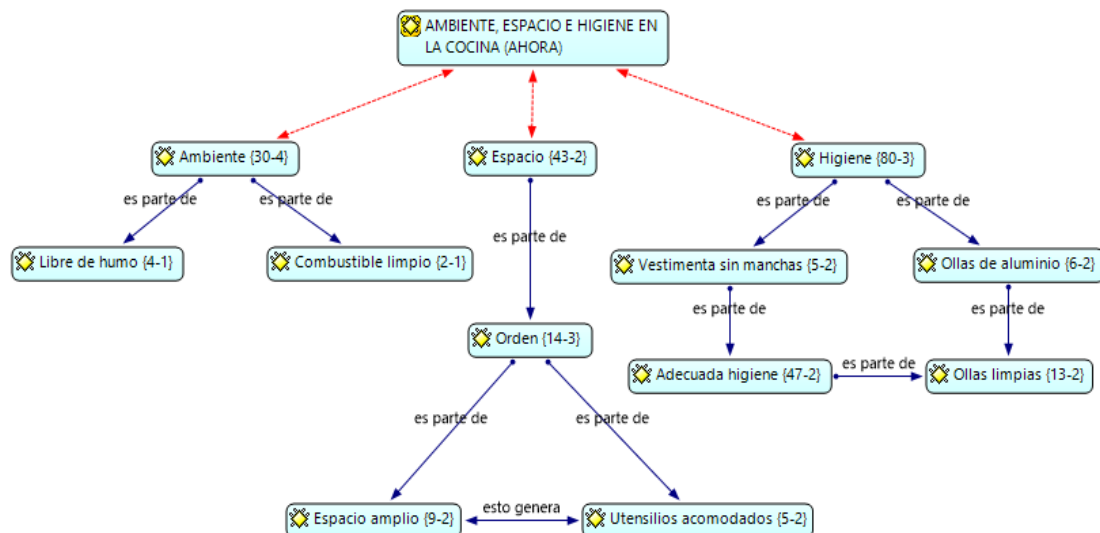 AMBIENTE, ESPACIO E HIGIENE EN
LA COCINA (AHORA)
Ambiente {30-4}
Espacio {43-2}
Higiene {80-3}
es parte de
es parte de
es parte de
es parte de
es parte de
Libre de humo {4-1}
Combustible limpio {2-1}
Vestimenta sin manchas {5-2}
Ollas de aluminio {6-2}
es parte de
es parte de
Orden {14-3}
Adecuada higiene {47-2}
es parte de
Ollas limpias {13-2}
es parte de
es parte de
Espacio amplio {9-2}
esto genera
Utensilios acomodados {5-2}